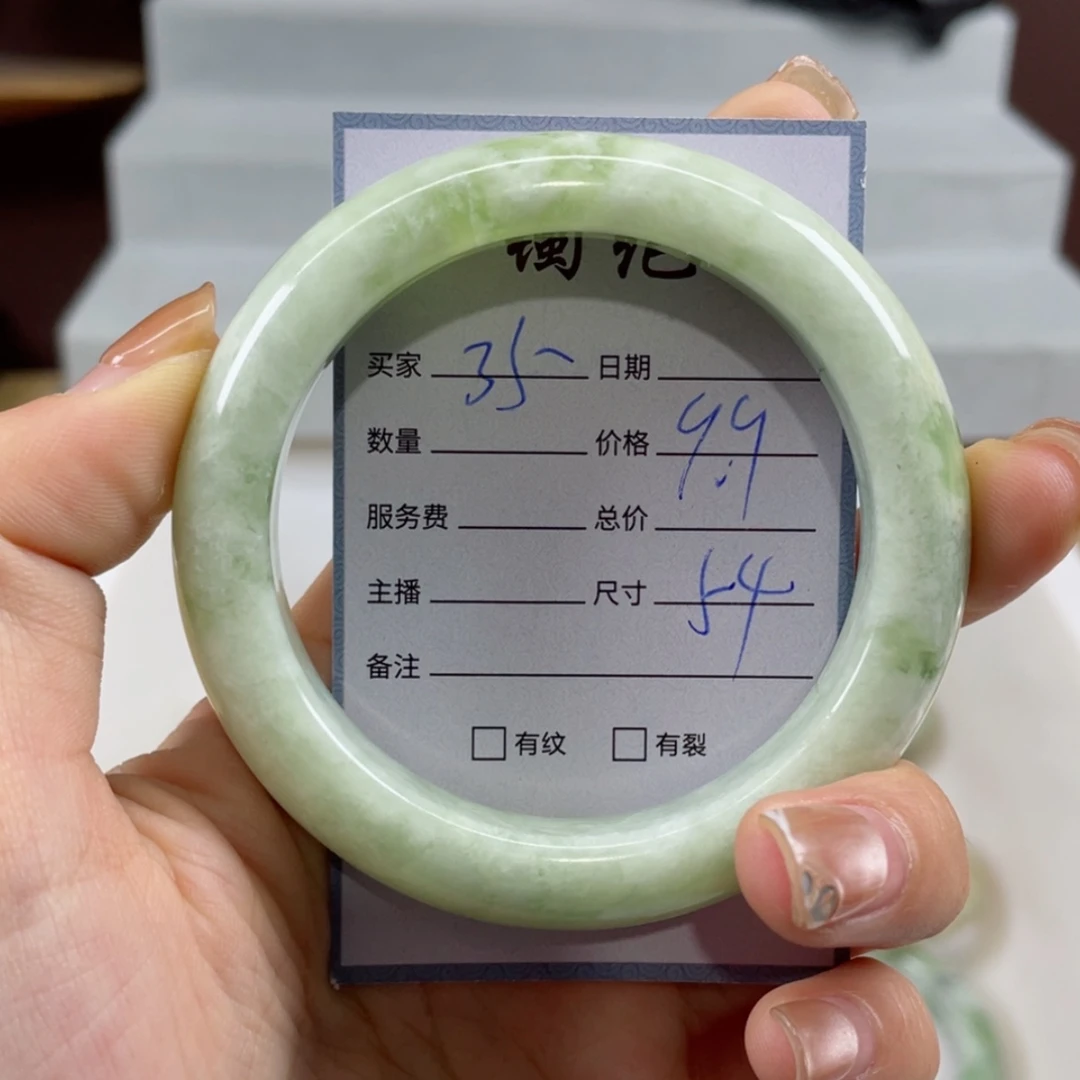 买家 35 日期
数量 价格 99
服务费 总价
主播 尺寸 54
备注
有纹 有裂